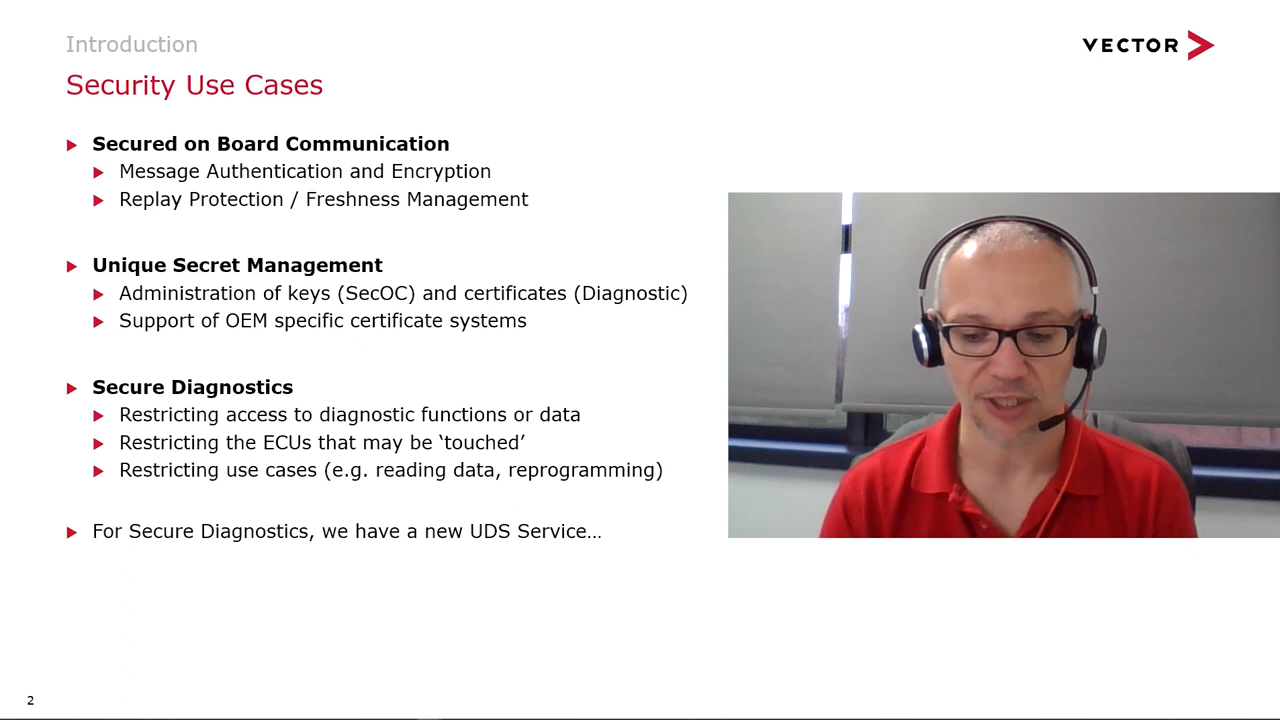 Introduction
VECTOR
Security Use Cases
Secured on Board Communication
Message Authentication and Encryption
Replay Protection / Freshness Management
Unique Secret Management
Administration of keys (SecOC) and certificates (Diagnostic)
Support of OEM specific certificate systems
Secure Diagnostics
Restricting access to diagnostic functions or data
Restricting the ECUs that may be ‘touched’
Restricting use cases (e.g. reading data, reprogramming)
For Secure Diagnostics, we have a new UDS Service…
2